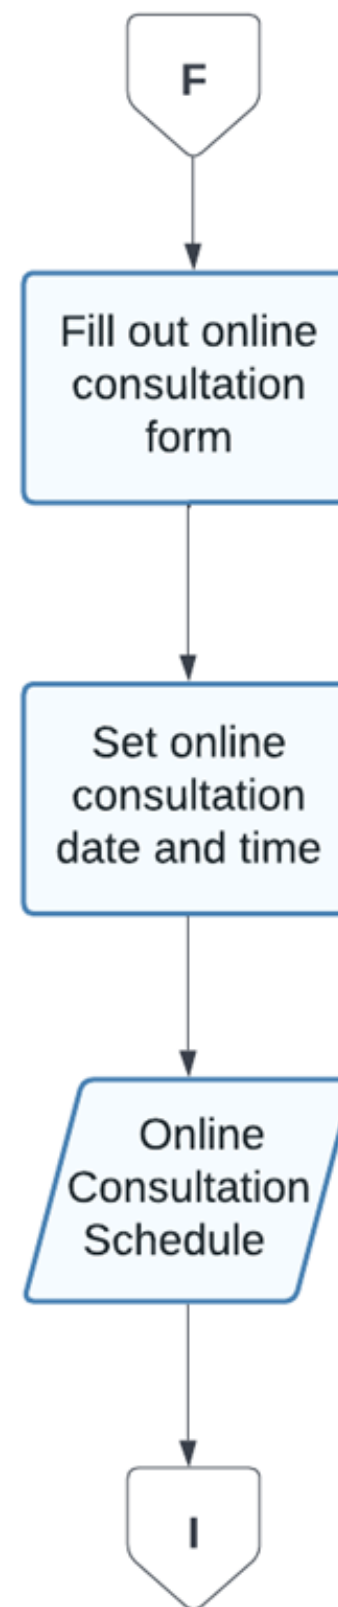 F
Fill out online
consultation
form
Set online
consultation
date and time
Online
Consultation
Schedule
I